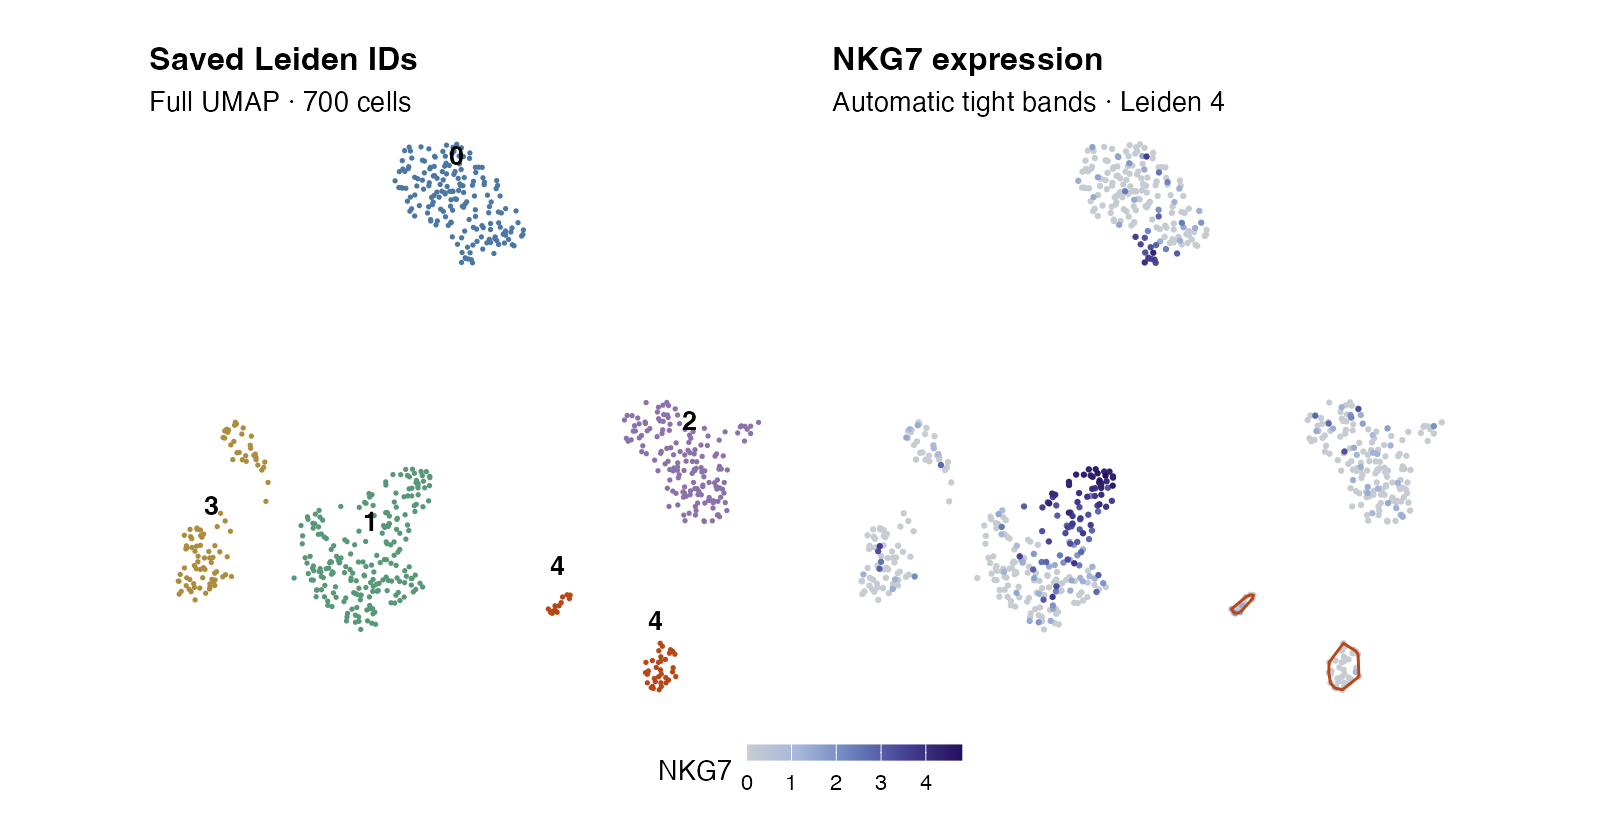 Saved Leiden IDs
Full UMAP · 700 cells
NKG7 expression
Automatic tight bands · Leiden 4
0
2
3
1
4
4
NKG7
0 1 2 3 4